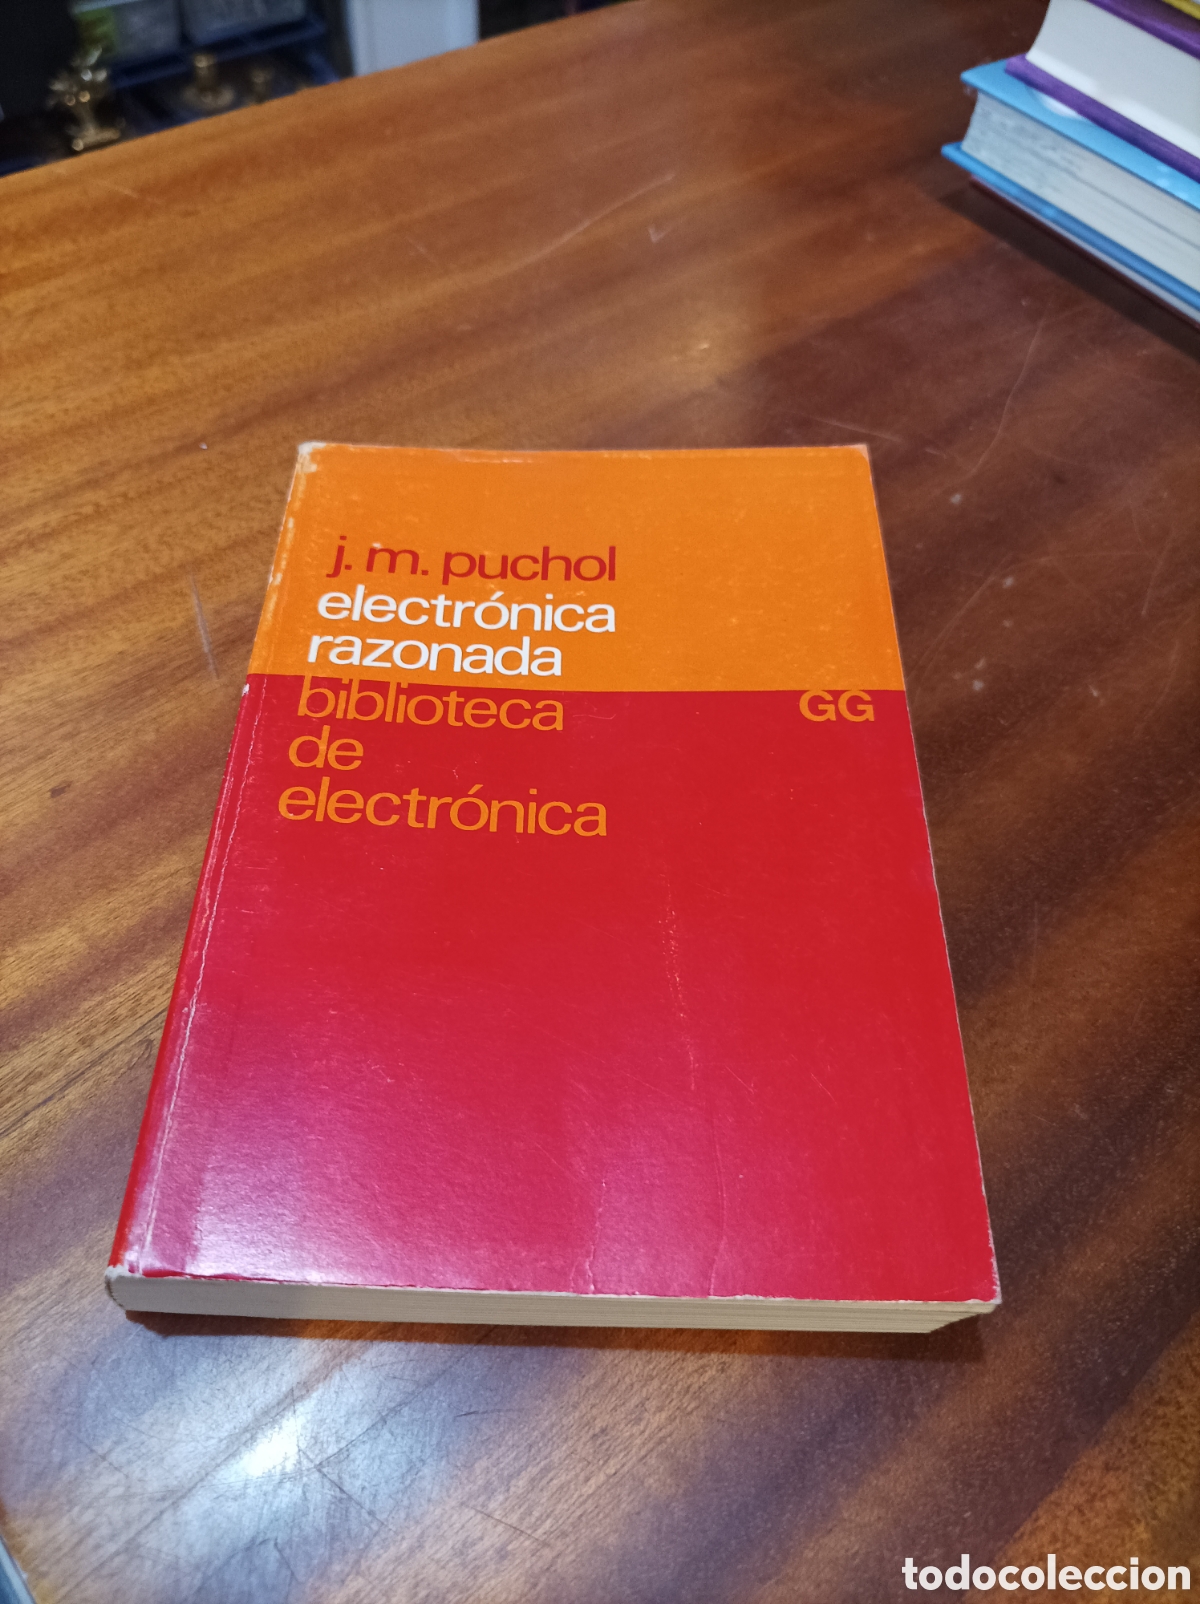 j. m. puchol
electrónica
razonada
biblioteca
de
electrónica
GG
todocoleccion